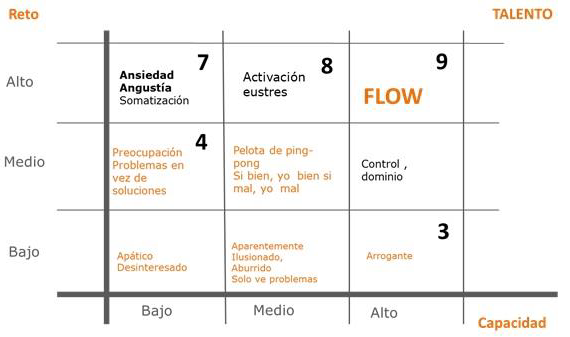 Reto
TALENTO
Alto
7
Ansiedad
Angustía
Somatización
8
Activación
eustres
9
FLOW
Medio
4
Preocupación
Problemas en
vez de
soluciones
Pelota de ping-
pong
Si bien, yo bien si
mal, yo mal
Control ,
dominio
Bajo
Apático
Desinteresado
Aparentemente
Ilusionado,
Aburrido
Solo ve problemas
3
Arrogante
Bajo
Medio
Alto
Capacidad